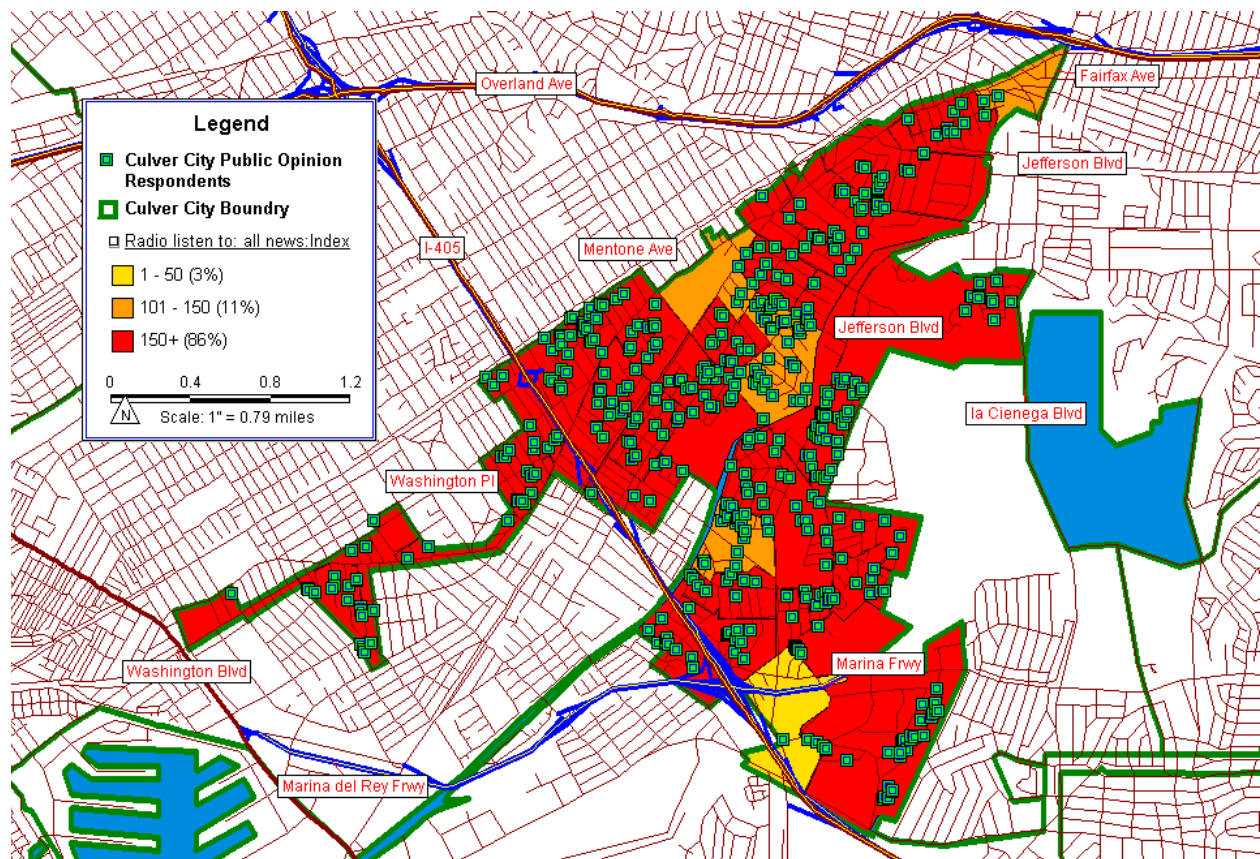 Overland Ave
Fairfax Ave
Legend
Culver City Public Opinion
Respondents
Culver City Boundry
Radio listen to: all news:Index
1 - 50 (3%)
101 - 150 (11%)
150+ (86%)
0 0.4 0.8 1.2
N
Scale: 1" = 0.79 miles
Jefferson Blvd
I-405
Mentone Ave
Jefferson Blvd
la Cienega Blvd
Washington Pl
Washington Blvd
Marina Frwy
Marina del Rey Frwy